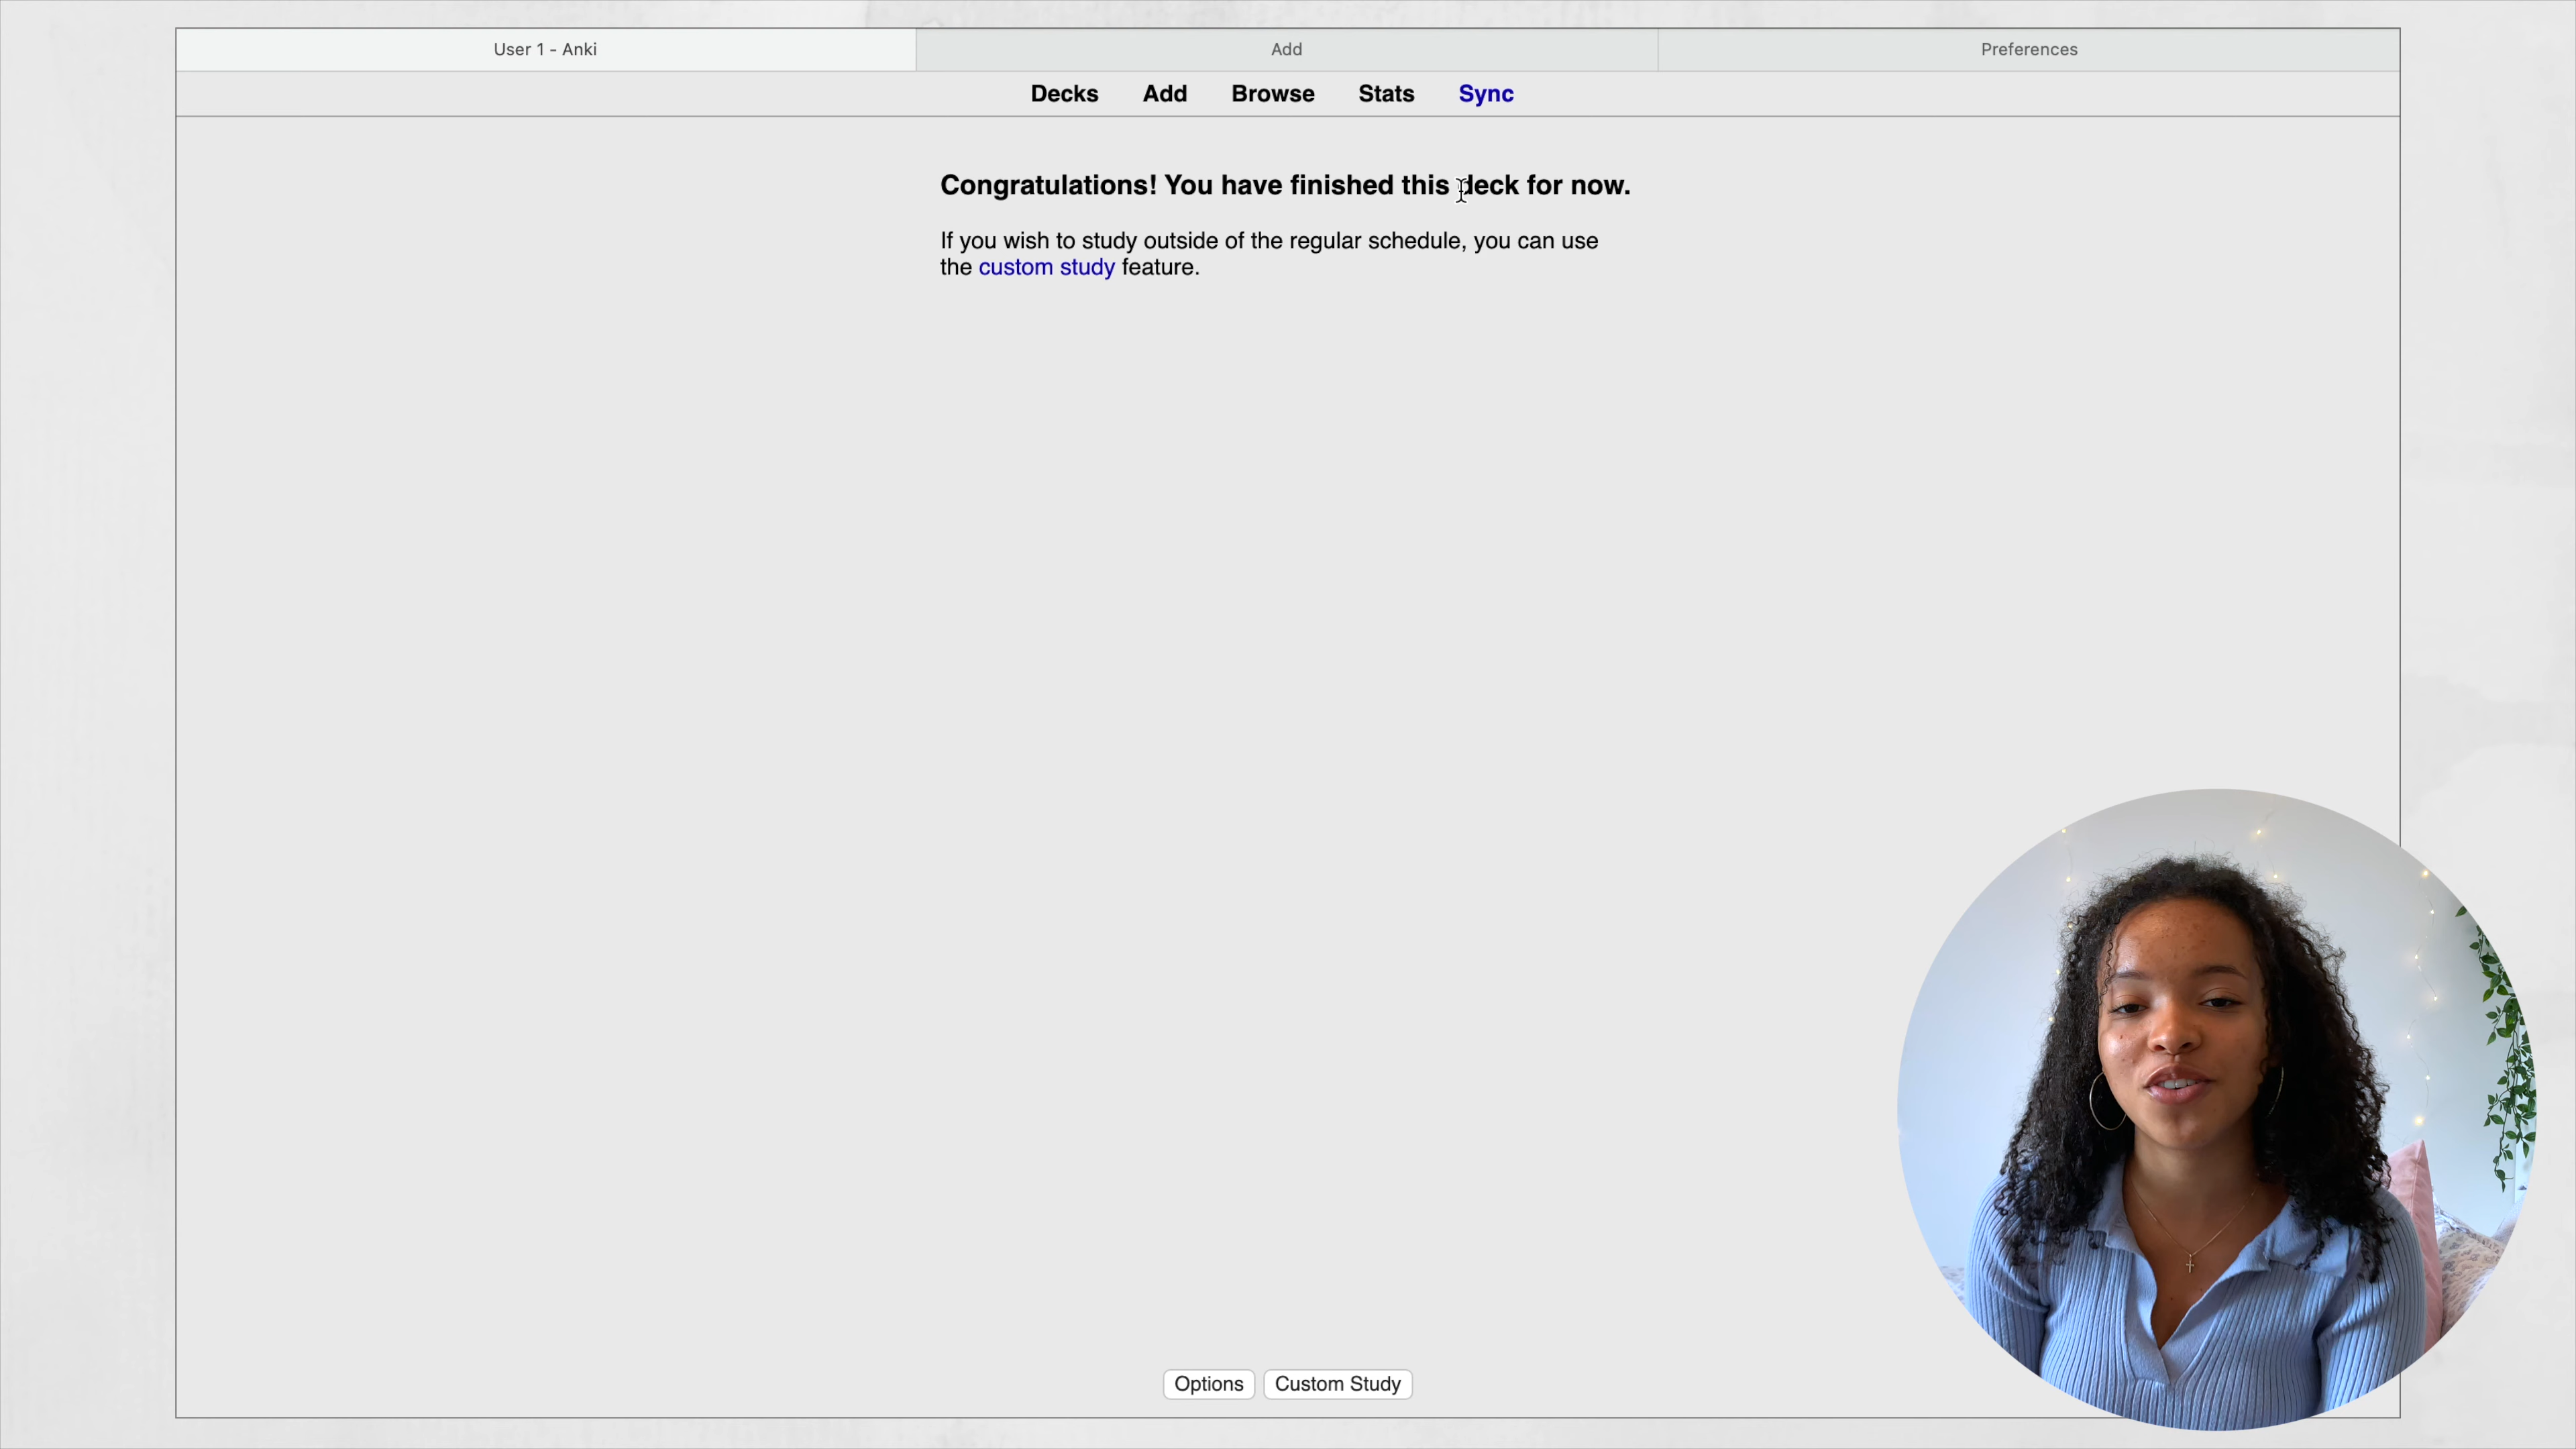 User 1 - Anki
Add
Preferences
Decks
Add
Browse
Stats
Sync
Congratulations! You have finished this deck for now.
If you wish to study outside of the regular schedule, you can use
the custom study feature.
Options
Custom Study